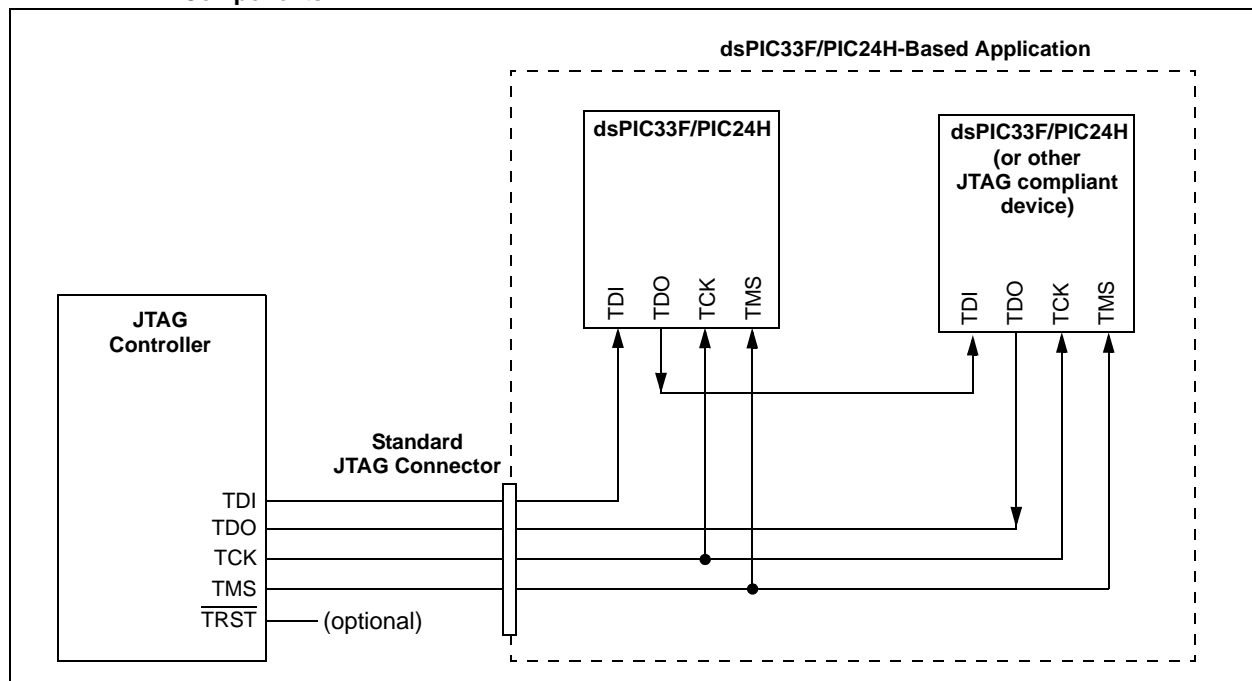 dsPIC33F/PIC24H-Based Application
dsPIC33F/PIC24H
TDI
TDO
TCK
TMS
dsPIC33F/PIC24H
(or other
JTAG compliant
device)
TDI
TDO
TCK
TMS
JTAG
Controller
Standard
JTAG Connector
TDI
TDO
TCK
TMS
TRST
(optional)